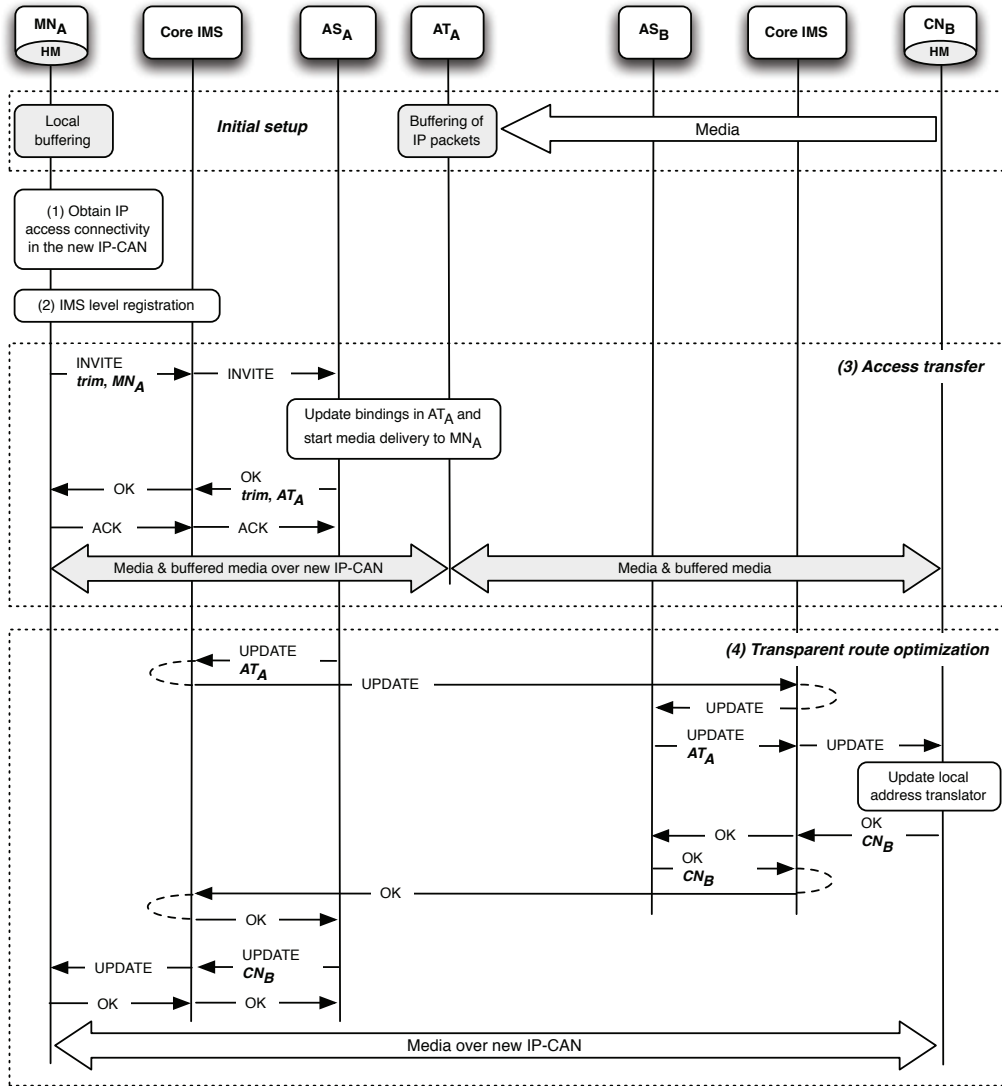 MNA
HM
Core IMS
ASA
ATA
ASB
Core IMS
CNB
HM
Local
buffering
Initial setup
Buffering of
IP packets
Media
(1) Obtain IP
access connectivity
in the new IP-CAN
(2) IMS level registration
(3) Access transfer
INVITE
trim, MNA
INVITE
Update bindings in ATA and
start media delivery to MNA
OK
OK
trim, ATA
ACK
ACK
Media & buffered media over new IP-CAN
Media & buffered media
(4) Transparent route optimization
UPDATE
ATA
UPDATE
UPDATE
UPDATE
ATA
UPDATE
Update local
address translator
OK
OK
CNB
OK
CNB
OK
OK
UPDATE
UPDATE
CNB
OK
OK
Media over new IP-CAN